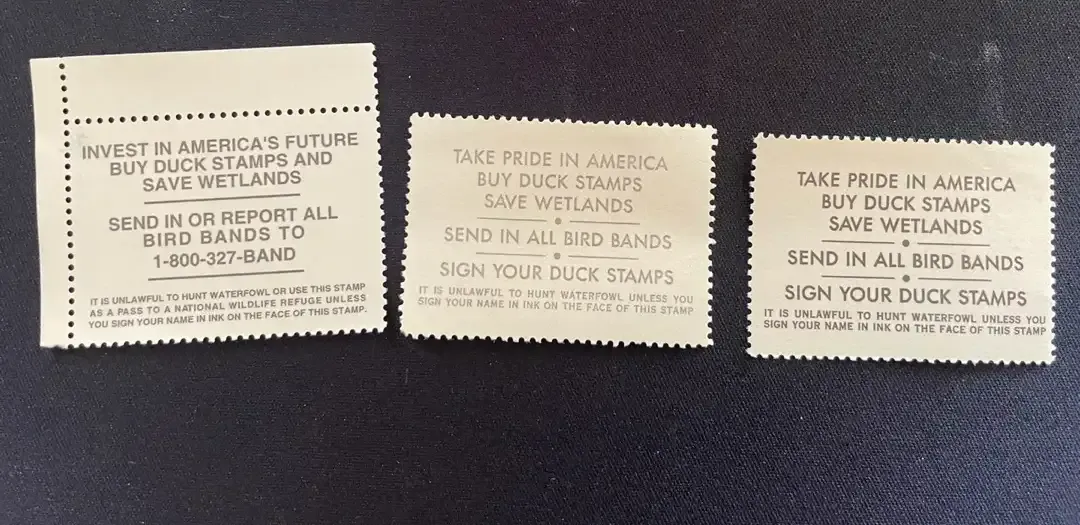 INVEST IN AMERICA'S FUTURE
BUY DUCK STAMPS AND
SAVE WETLANDS
SEND IN OR REPORT ALL
BIRD BANDS TO
1-800-327-BAND
IT IS UNLAWFUL TO HUNT WATERFOWL OR USE THIS STAMP
AS A PASS TO A NATIONAL WILDLIFE REFUGE UNLESS
YOU SIGN YOUR NAME IN INK ON THE FACE OF THIS STAMP.
TAKE PRIDE IN AMERICA
BUY DUCK STAMPS
SAVE WETLANDS
SEND IN ALL BIRD BANDS
SIGN YOUR DUCK STAMPS
IT IS UNLAWFUL TO HUNT WATERFOWL UNLESS YOU
SIGN YOUR NAME IN INK ON THE FACE OF THIS STAMP
TAKE PRIDE IN AMERICA
BUY DUCK STAMPS
SAVE WETLANDS
SEND IN ALL BIRD BANDS
SIGN YOUR DUCK STAMPS
IT IS UNLAWFUL TO HUNT WATERFOWL UNLESS YOU
SIGN YOUR NAME IN INK ON THE FACE OF THIS STAMP